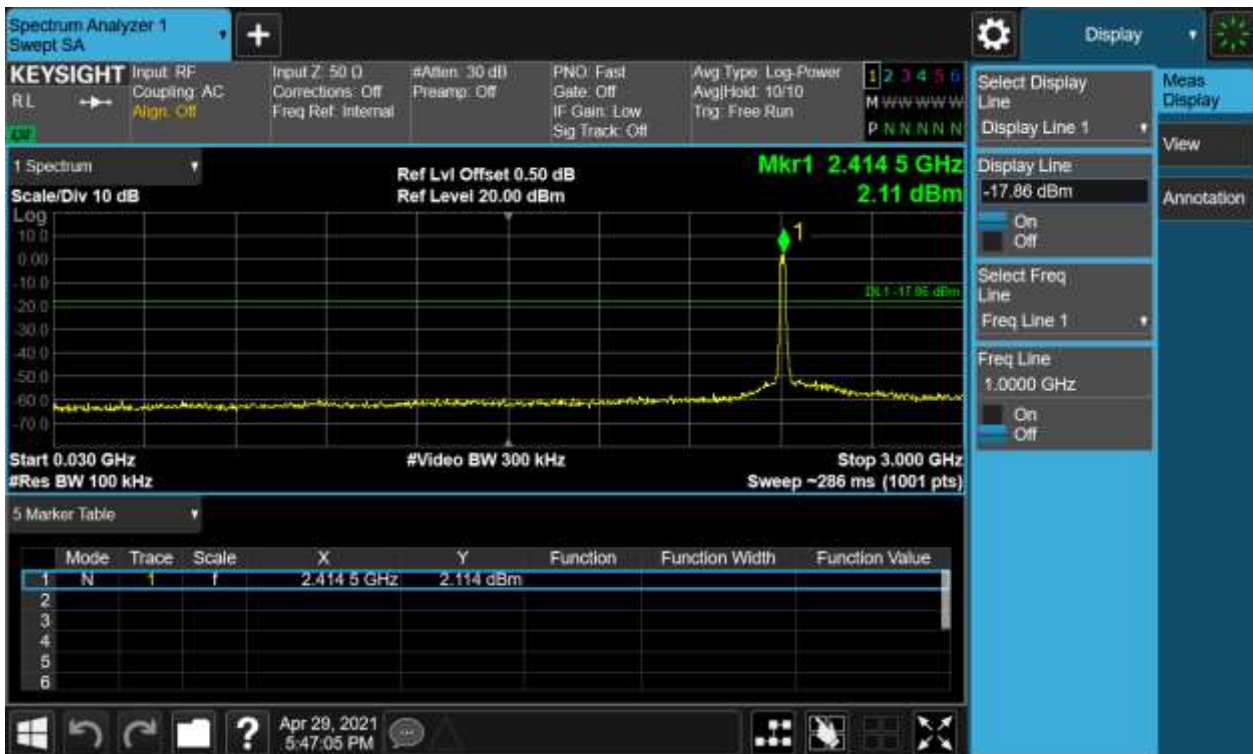 Spectrum Analyzer 1
Swept SA
+
Display
KEYSIGHT
RL
Input: RF
Coupling: AC
Align: Off
Input Z: 50 Ω
Corrections: Off
Freq Ref: Internal
#Atten: 30 dB
Preamp: Off
PNO: Fast
Gate: Off
IF Gain: Low
Sig Track: Off
Avg Type: Log-Power
Avg|Hold: 10/10
Trig: Free Run
1 2 3 4 5 6
M W W W W W
P N N N N N
Select Display
Line
Display Line 1
Display Line
-17.86 dBm
On
Off
Select Freq
Line
Freq Line 1
Freq Line
1.0000 GHz
On
Off
Meas
Display
View
Annotation
1 Spectrum
Scale/Div 10 dB
Ref Lvl Offset 0.50 dB
Ref Level 20.00 dBm
Mkr1 2.414 5 GHz
2.11 dBm
Log
10.0
0.00
-10.0
-20.0
-30.0
-40.0
-50.0
-60.0
-70.0
1
DL1 -17.86 dBm
Start 0.030 GHz
#Video BW 300 kHz
Stop 3.000 GHz
#Res BW 100 kHz
Sweep ~286 ms (1001 pts)
5 Marker Table
Mode Trace Scale X Y Function Function Width Function Value
1 N 1 f 2.414 5 GHz 2.114 dBm
2
3
4
5
6
?
Apr 29, 2021
5:47:05 PM